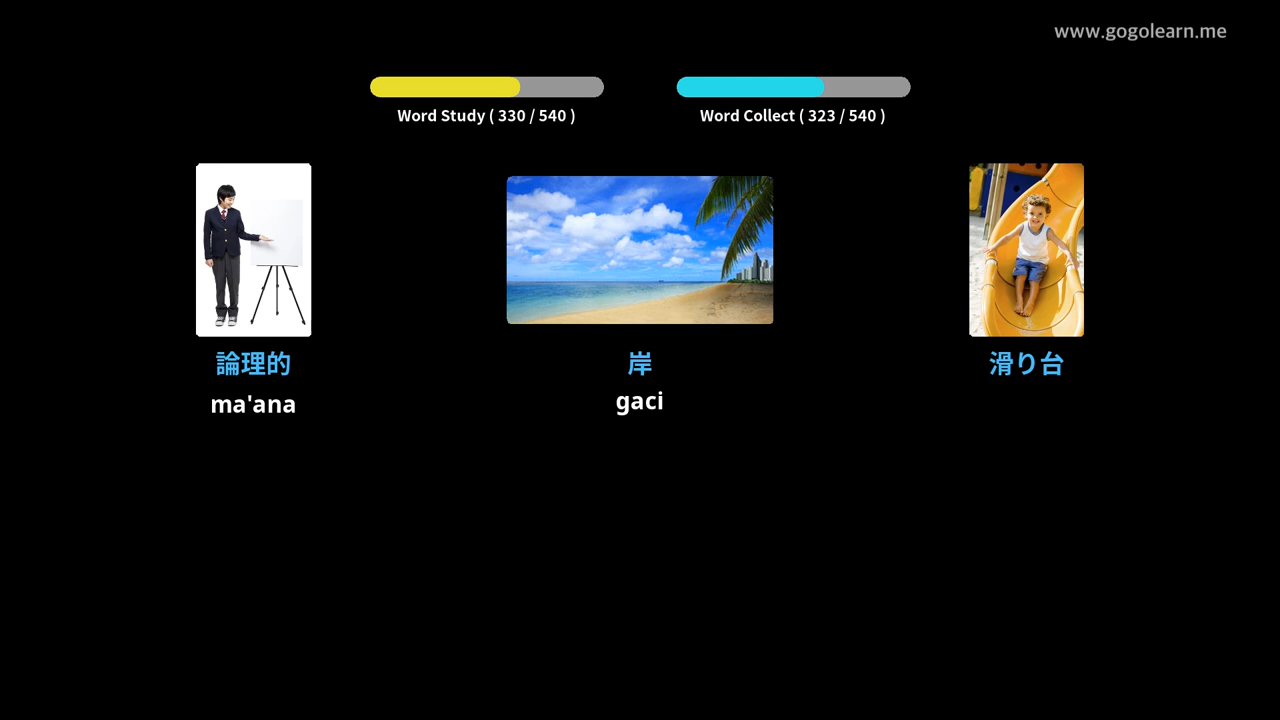 www.gogolearn.me
Word Study ( 330 / 540 )
Word Collect ( 323 / 540 )
論理的
ma'ana
岸
gaci
滑り台